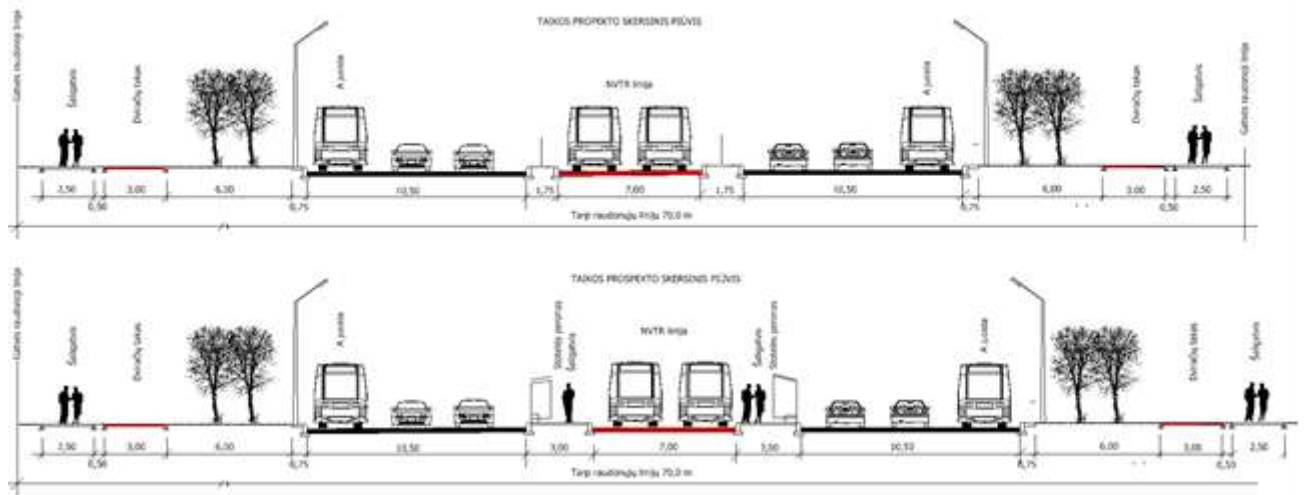 TAIKOS PROPEKTO SKERSINIS PJŪVIS
Gatvės raudonoji linija
Šaligatvis
Dviračių takas
A juosta
NVTR linija
A juosta
Dviračių takas
Šaligatvis
Gatvės raudonoji linija
2,50
3,00
6,00
10,50
1,75
7,00
1,75
10,50
6,00
3,00
2,50
0,50
0,75
0,75
0,50
Tarp raudonųjų linijų 70,0 m
TAIKOS PROSPEKTO SKERSINIS PJŪVIS
Gatvės raudonoji linija
Šaligatvis
Dviračių takas
A juosta
Stotelės peronas
Šaligatvis
NVTR linija
Šaligatvis
Stotelės peronas
A juosta
Dviračių takas
Šaligatvis
2,50
3,00
6,00
10,50
3,00
7,00
3,00
10,50
6,00
3,00
2,50
0,50
0,75
0,75
0,50
Tarp raudonųjų linijų 70,0 m